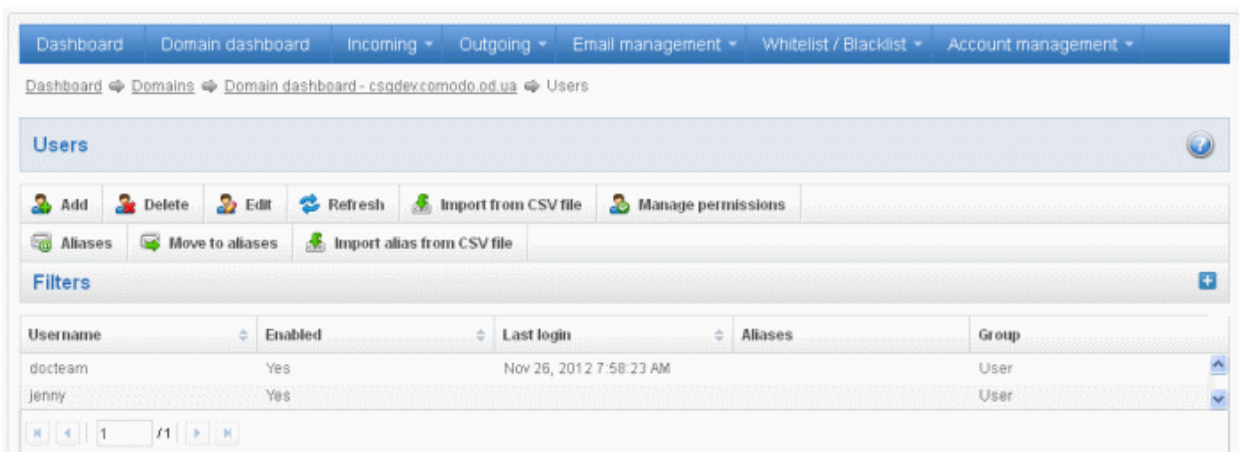 Dashboard Domain dashboard Incoming Outgoing Email management Whitelist / Blacklist Account management
Dashboard Domains Domain dashboard - csgdev.comodo.od.ua Users
Users
Add Delete Edit Refresh Import from CSV file Manage permissions
Aliases Move to aliases Import alias from CSV file
Filters
Username Enabled Last login Aliases Group
docteam Yes Nov 26, 2012 7:58:23 AM User
jenny Yes User
1 /1